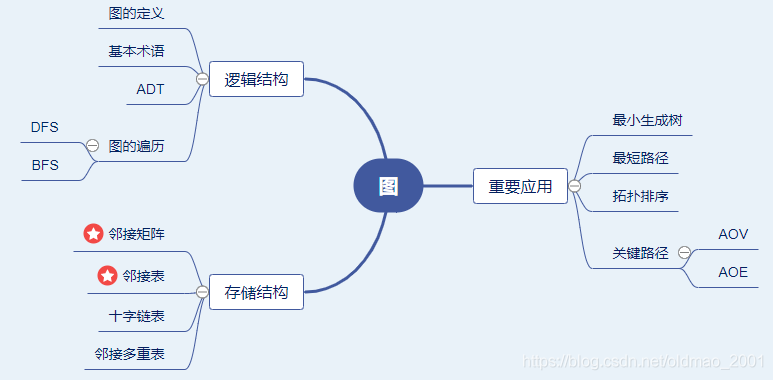 图
逻辑结构
图的定义
基本术语
ADT
图的遍历
DFS
BFS
存储结构
邻接矩阵
邻接表
十字链表
邻接多重表
重要应用
最小生成树
最短路径
拓扑排序
关键路径
AOV
AOE
https://blog.csdn.net/oldmao_2001